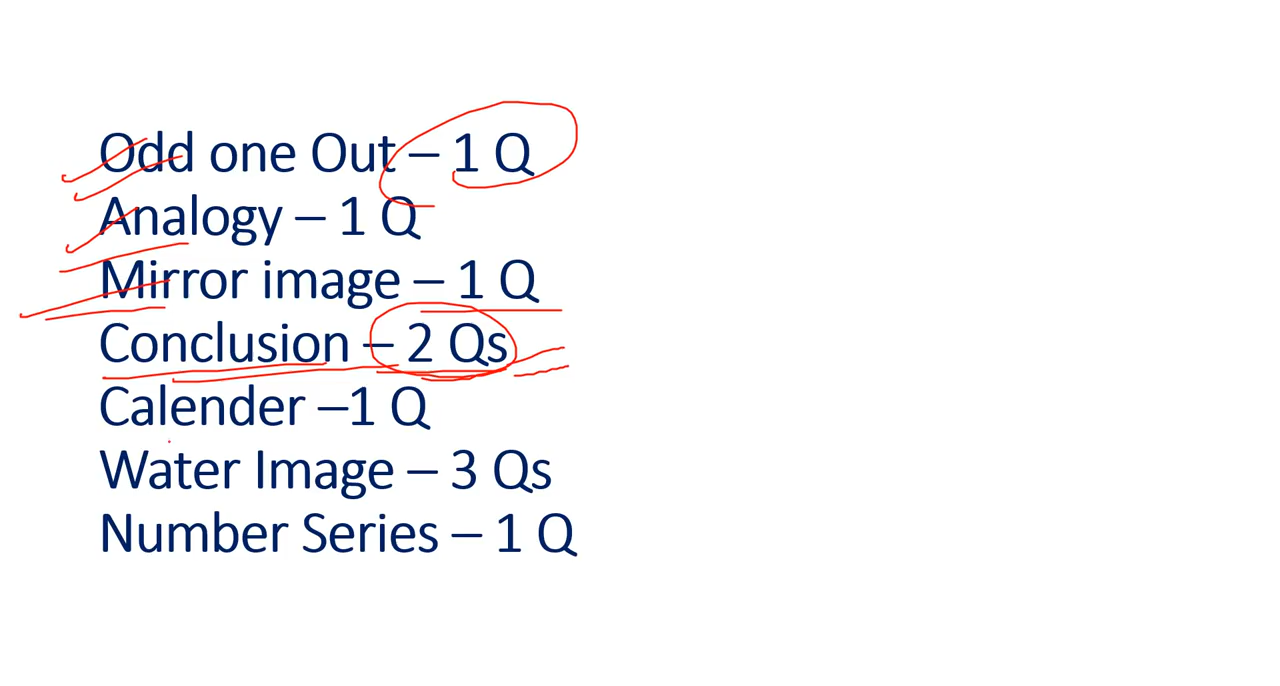 Odd one Out – 1 Q
Analogy – 1 Q
Mirror image – 1 Q
Conclusion – 2 Qs
Calender –1 Q
Water Image – 3 Qs
Number Series – 1 Q